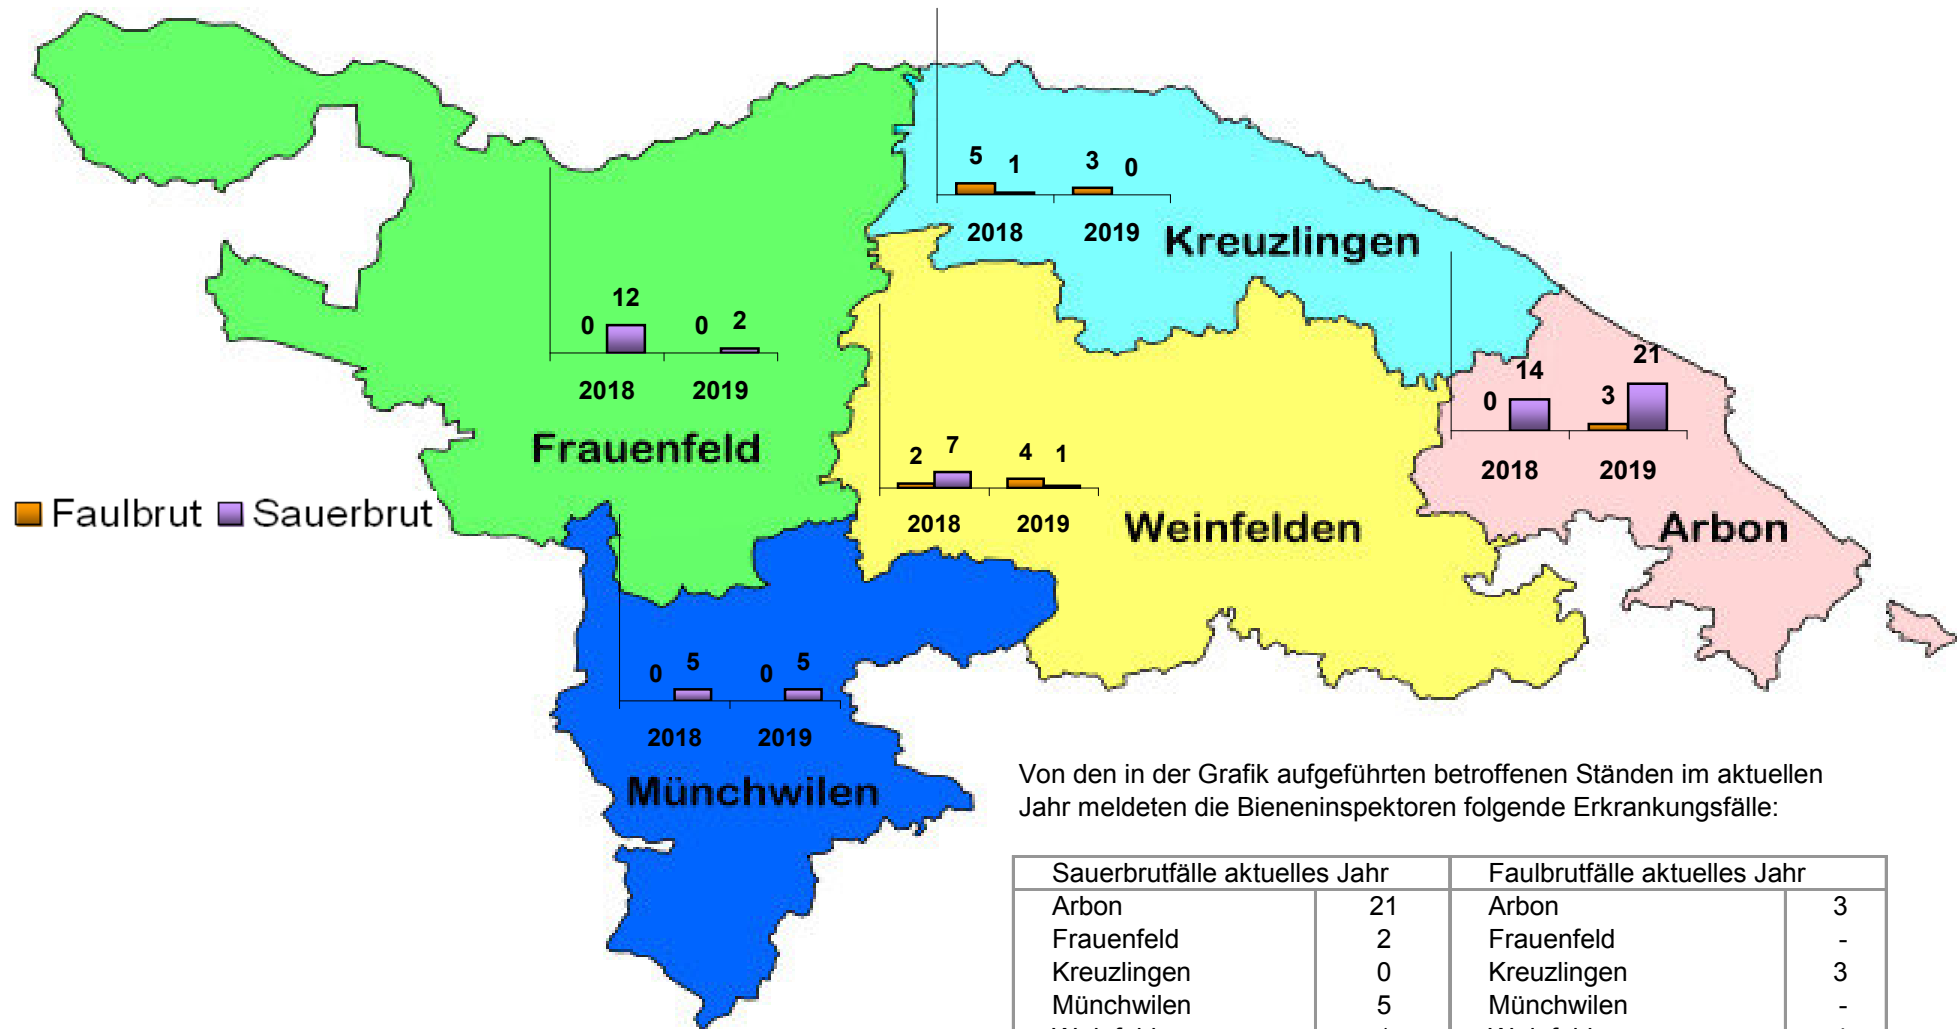 5 1 3 0
2018 2019
Kreuzlingen
0 12 0 2
2018 2019
Frauenfeld
0 14 3 21
2018 2019
Arbon
2 7 4 1
2018 2019
Weinfelden
Faulbrut Sauerbrut
0 5 0 5
2018 2019
Münchwilen
Von den in der Grafik aufgeführten betroffenen Ständen im aktuellen
Jahr meldeten die Bieneninspektoren folgende Erkrankungsfälle:
Sauerbrutfälle aktuelles Jahr Faulbrutfälle aktuelles Jahr
Arbon 21 Arbon 3
Frauenfeld 2 Frauenfeld -
Kreuzlingen 0 Kreuzlingen 3
Münchwilen 5 Münchwilen -